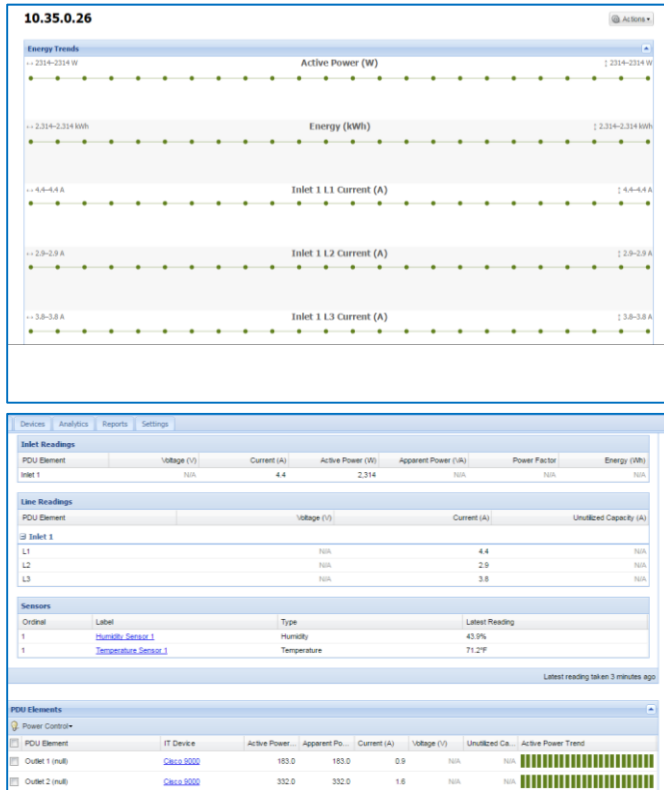 10.35.0.26
Actions
Energy Trends
2314–2314 W Active Power (W) 2314–2314 W
2.314–2.314 kWh Energy (kWh) 2.314–2.314 kWh
4.4–4.4 A Inlet 1 L1 Current (A) 4.4–4.4 A
2.9–2.9 A Inlet 1 L2 Current (A) 2.9–2.9 A
3.8–3.8 A Inlet 1 L3 Current (A) 3.8–3.8 A
Devices Analytics Reports Settings
Inlet Readings
PDU Element Voltage (V) Current (A) Active Power (W) Apparent Power (VA) Power Factor Energy (Wh)
Inlet 1 N/A 4.4 2,314 N/A N/A N/A
Line Readings
PDU Element Voltage (V) Current (A) Unutilized Capacity (A)
Inlet 1
L1 N/A 4.4 N/A
L2 N/A 2.9 N/A
L3 N/A 3.8 N/A
Sensors
Ordinal Label Type Latest Reading
1 Humidity Sensor 1 Humidity 43.9%
1 Temperature Sensor 1 Temperature 71.2°F
Latest reading taken 3 minutes ago
PDU Elements
Power Control
PDU Element IT Device Active Power... Apparent Po... Current (A) Voltage (V) Unutilized Ca... Active Power Trend
Outlet 1 (null) Cisco 9000 183.0 183.0 0.9 N/A N/A
Outlet 2 (null) Cisco 9000 332.0 332.0 1.6 N/A N/A